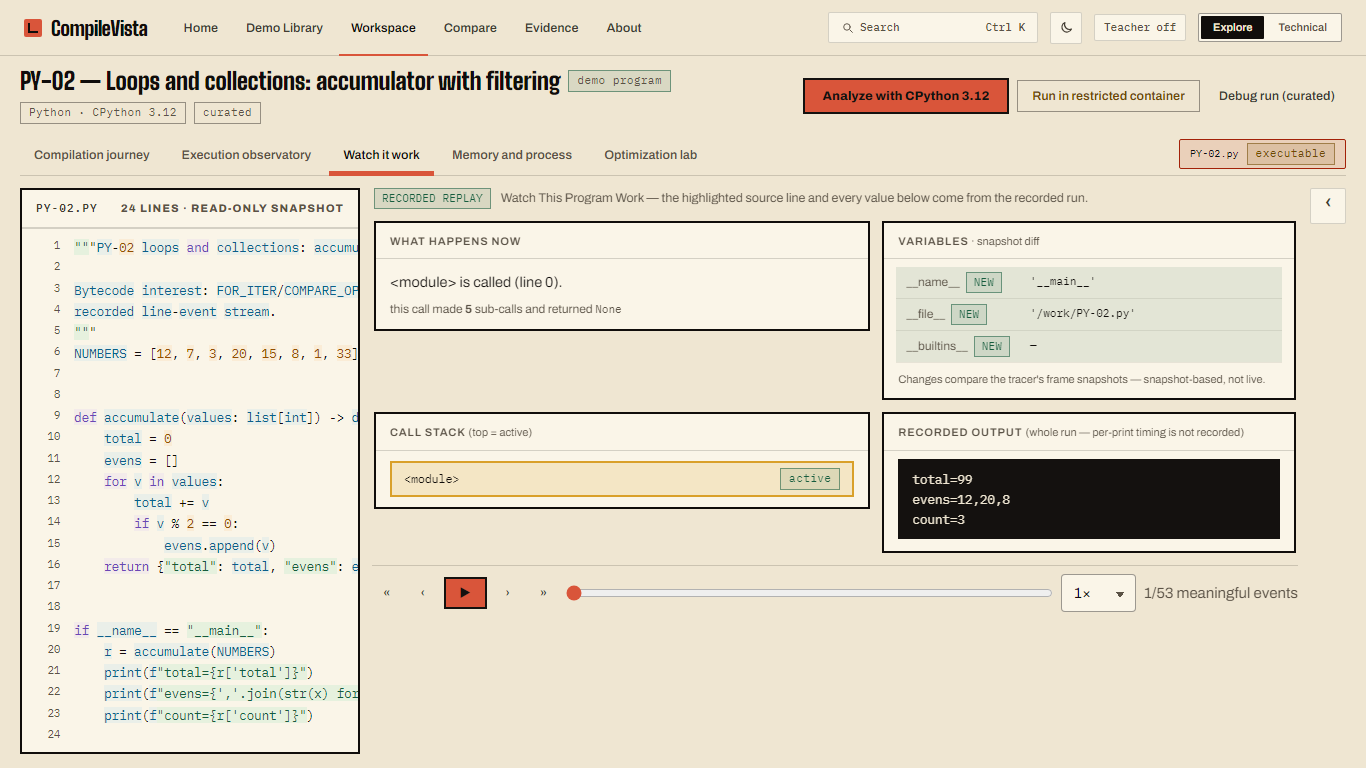 CompileVista Home Demo Library Workspace Compare Evidence About Search Ctrl K Teacher off Explore Technical
PY-02 — Loops and collections: accumulator with filtering demo program
Python · CPython 3.12 curated
Analyze with CPython 3.12 Run in restricted container Debug run (curated)
Compilation journey Execution observatory Watch it work Memory and process Optimization lab PY-02.py executable
PY-02.PY 24 LINES · READ-ONLY SNAPSHOT
1 """PY-02 loops and collections: accumu
2
3 Bytecode interest: FOR_ITER/COMPARE_OP
4 recorded line-event stream.
5 """
6 NUMBERS = [12, 7, 3, 20, 15, 8, 1, 33]
7
8
9 def accumulate(values: list[int]) -> d
10 total = 0
11 evens = []
12 for v in values:
13 total += v
14 if v % 2 == 0:
15 evens.append(v)
16 return {"total": total, "evens": e
17
18
19 if __name__ == "__main__":
20 r = accumulate(NUMBERS)
21 print(f"total={r['total']}")
22 print(f"evens={','.join(str(x) for
23 print(f"count={r['count']}")
24
RECORDED REPLAY Watch This Program Work — the highlighted source line and every value below come from the recorded run.
WHAT HAPPENS NOW
<module> is called (line 0).
this call made 5 sub-calls and returned None
VARIABLES · snapshot diff
__name__ NEW '__main__'
__file__ NEW '/work/PY-02.py'
__builtins__ NEW —
Changes compare the tracer's frame snapshots — snapshot-based, not live.
CALL STACK (top = active)
<module> active
RECORDED OUTPUT (whole run — per-print timing is not recorded)
total=99
evens=12,20,8
count=3
« ‹ › » 1× 1/53 meaningful events